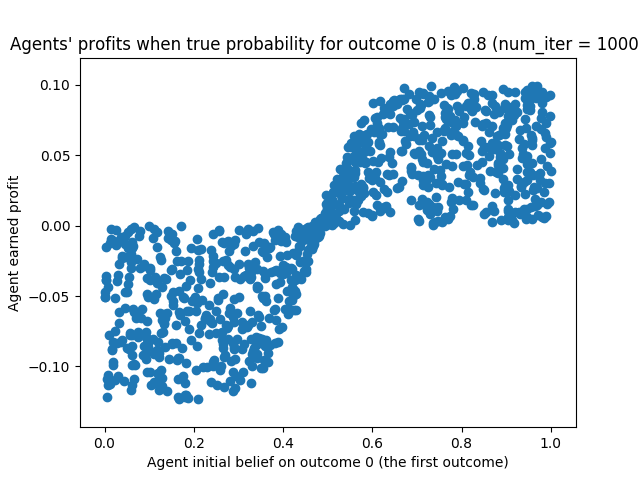 Agents' profits when true probability for outcome 0 is 0.8 (num_iter = 1000
0.10
0.05
0.00
−0.05
−0.10
Agent earned profit
0.0 0.2 0.4 0.6 0.8 1.0
Agent initial belief on outcome 0 (the first outcome)